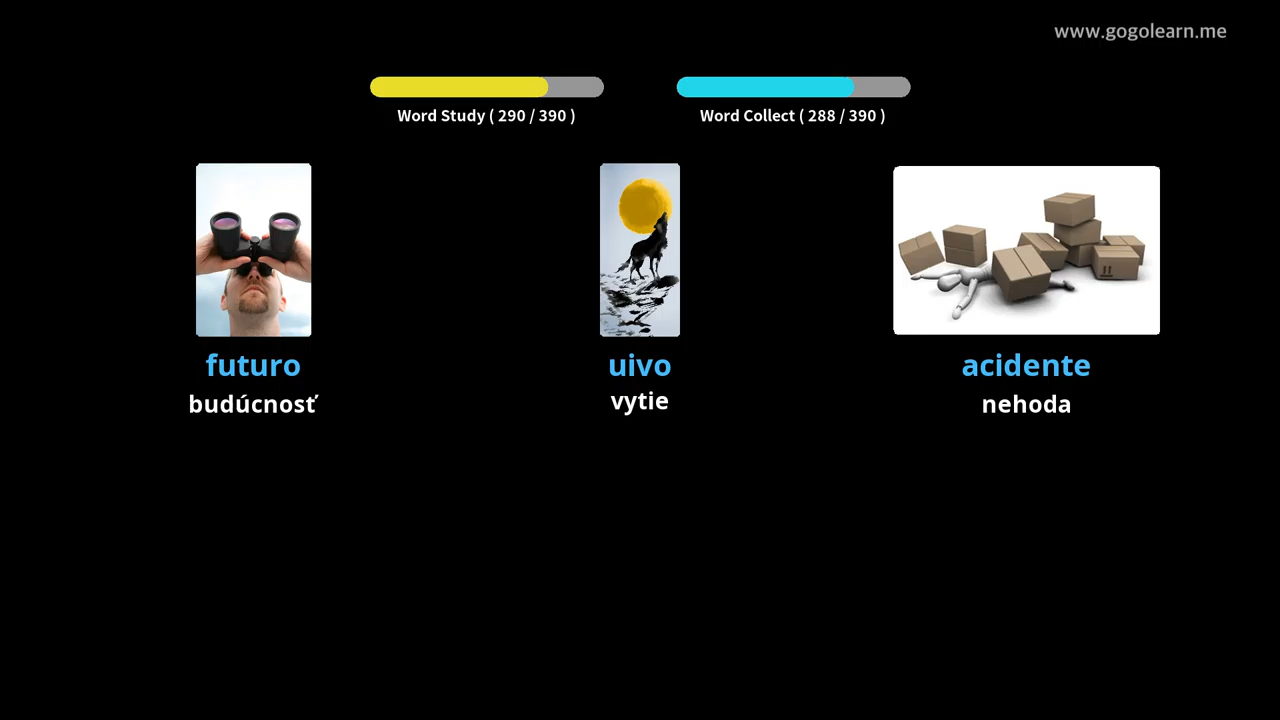 www.gogolearn.me
Word Study ( 290 / 390 )
Word Collect ( 288 / 390 )
futuro
uivo
acidente
budúcnosť
vytie
nehoda